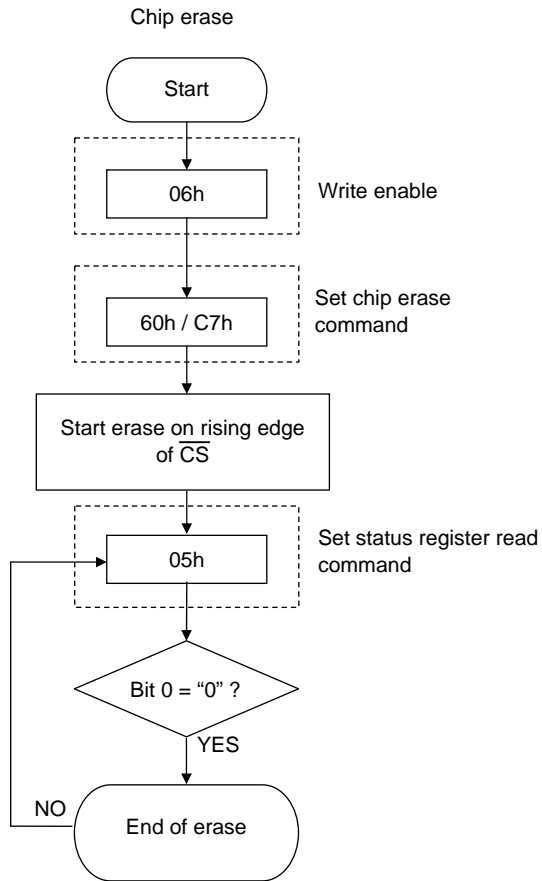 Chip erase
Start
06h
Write enable
60h / C7h
Set chip erase
command
Start erase on rising edge
of C̅S̅
05h
Set status register read
command
Bit 0 = “0” ?
YES
NO
End of erase